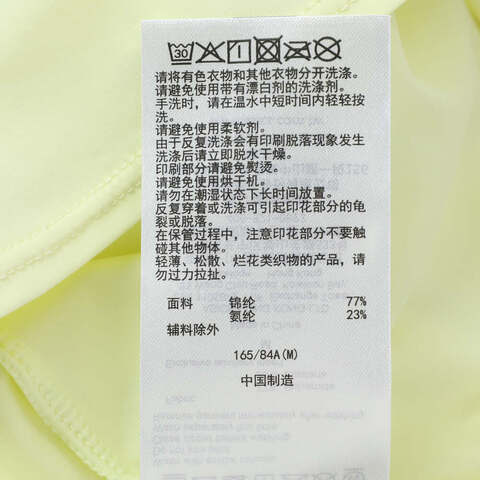 30
请将有色衣物和其他衣物分开洗涤。
请避免使用带有漂白剂的洗涤剂。
手洗时，请在温水中短时间内轻轻按
洗。
请避免使用柔软剂。
由于反复洗涤会有印刷脱落现象发生
洗涤后请立即脱水干燥。
印刷部分请避免熨烫。
请避免使用烘干机。
请勿在潮湿状态下长时间放置。
反复穿着或洗涤可引起印花部分的龟
裂或脱落。
在保管过程中，注意印花部分不要触
碰其他物体。
轻薄、松散、烂花类织物的产品，请
勿过力拉扯。
面料 锦纶 77%
氨纶 23%
辅料除外
165/84A(M)
中国制造